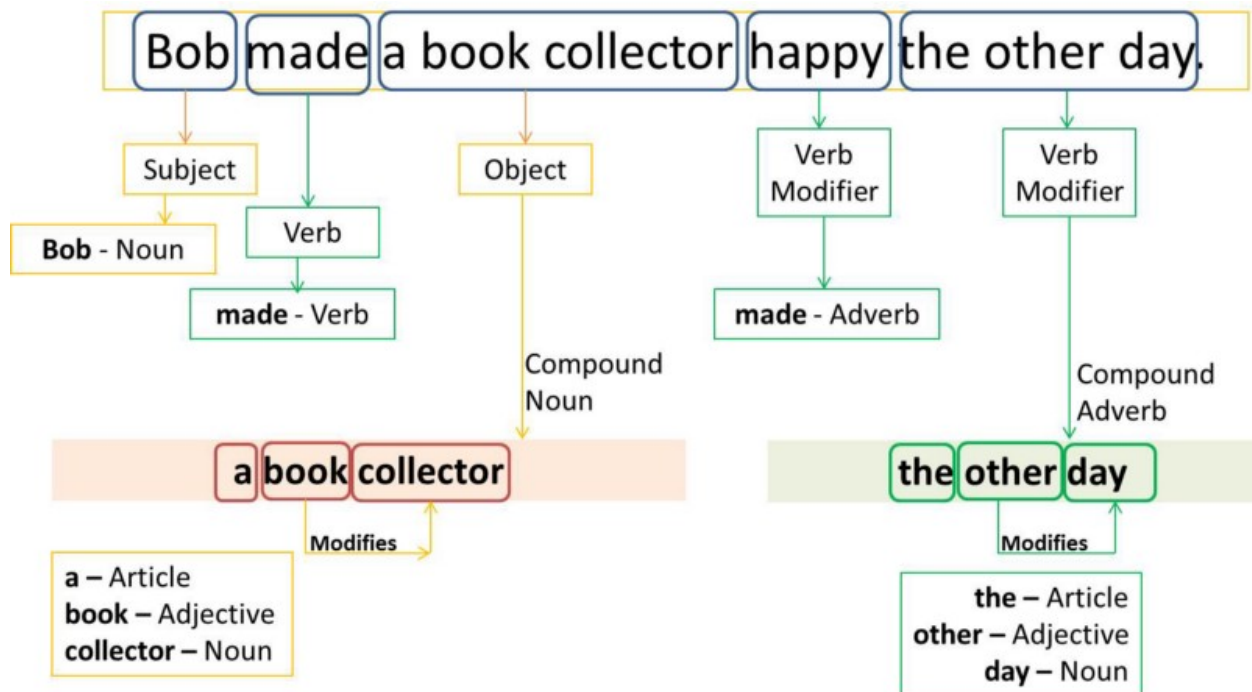 Bob made a book collector happy the other day.
Subject
Object
Verb
Modifier
Verb
Modifier
Bob - Noun
Verb
made - Verb
made - Adverb
Compound
Noun
Compound
Adverb
a book collector
the other day
Modifies
Modifies
a – Article
book – Adjective
collector – Noun
the – Article
other – Adjective
day – Noun